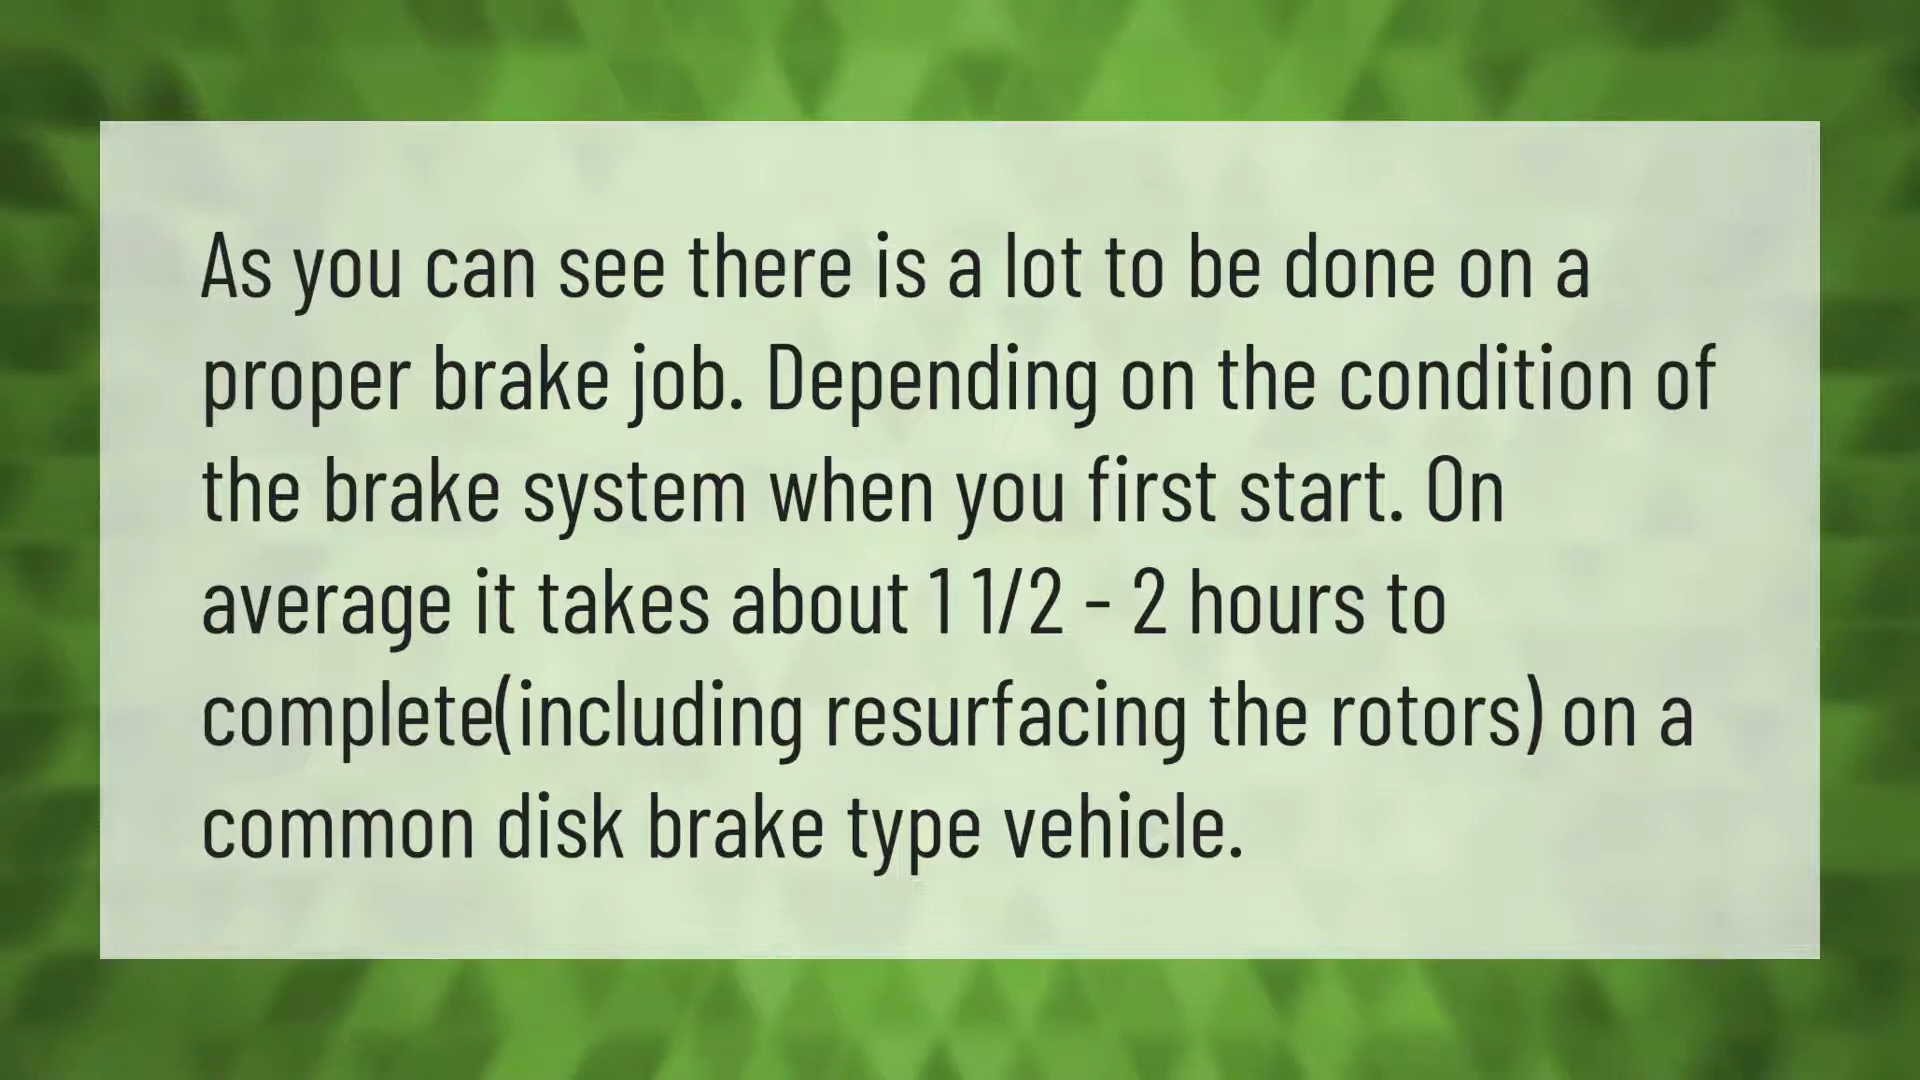 As you can see there is a lot to be done on a
proper brake job. Depending on the condition of
the brake system when you first start. On
average it takes about 1 1/2 - 2 hours to
complete(including resurfacing the rotors) on a
common disk brake type vehicle.